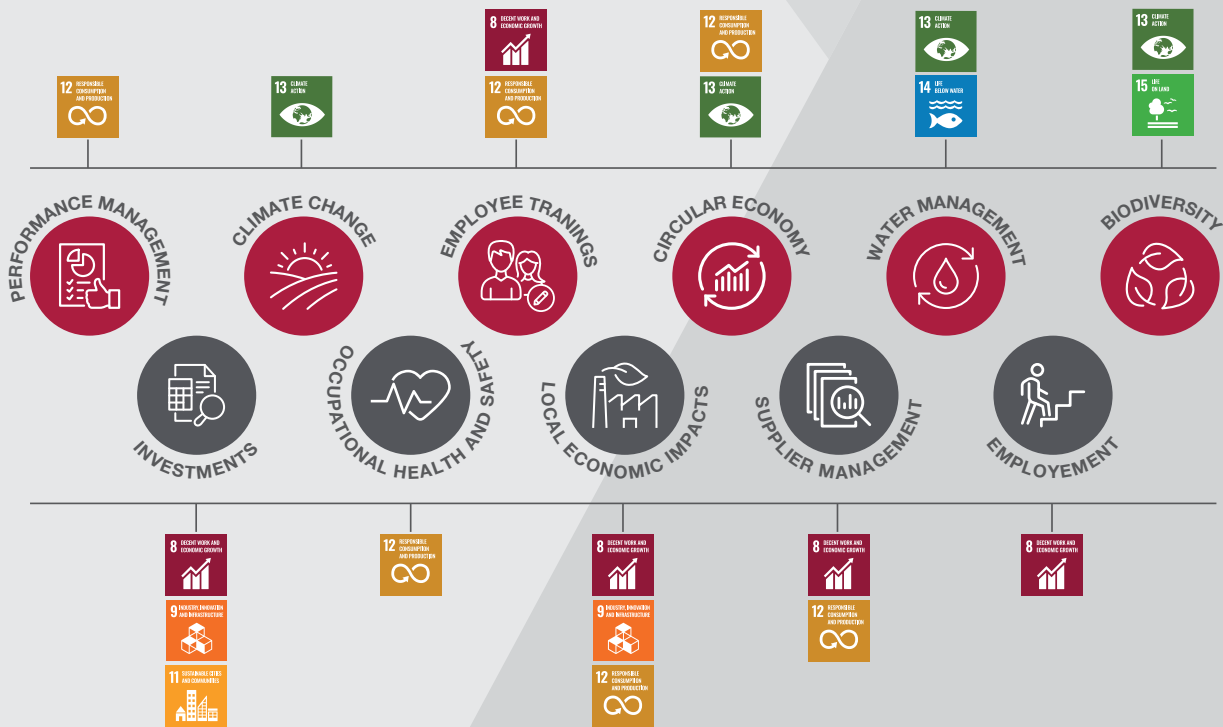 8 DECENT WORK AND
ECONOMIC GROWTH
12 RESPONSIBLE
CONSUMPTION
AND PRODUCTION
13 CLIMATE
ACTION
13 CLIMATE
ACTION
12 RESPONSIBLE
CONSUMPTION
AND PRODUCTION
13 CLIMATE
ACTION
12 RESPONSIBLE
CONSUMPTION
AND PRODUCTION
13 CLIMATE
ACTION
14 LIFE
BELOW WATER
15 LIFE
ON LAND
PERFORMANCE MANAGEMENT
CLIMATE CHANGE
EMPLOYEE TRANINGS
CIRCULAR ECONOMY
WATER MANAGEMENT
BIODIVERSITY
INVESTMENTS
OCCUPATIONAL HEALTH AND SAFETY
LOCAL ECONOMIC IMPACTS
SUPPLIER MANAGEMENT
EMPLOYEMENT
8 DECENT WORK AND
ECONOMIC GROWTH
12 RESPONSIBLE
CONSUMPTION
AND PRODUCTION
8 DECENT WORK AND
ECONOMIC GROWTH
8 DECENT WORK AND
ECONOMIC GROWTH
8 DECENT WORK AND
ECONOMIC GROWTH
9 INDUSTRY, INNOVATION
AND INFRASTRUCTURE
9 INDUSTRY, INNOVATION
AND INFRASTRUCTURE
12 RESPONSIBLE
CONSUMPTION
AND PRODUCTION
11 SUSTAINABLE CITIES
AND COMMUNITIES
12 RESPONSIBLE
CONSUMPTION
AND PRODUCTION